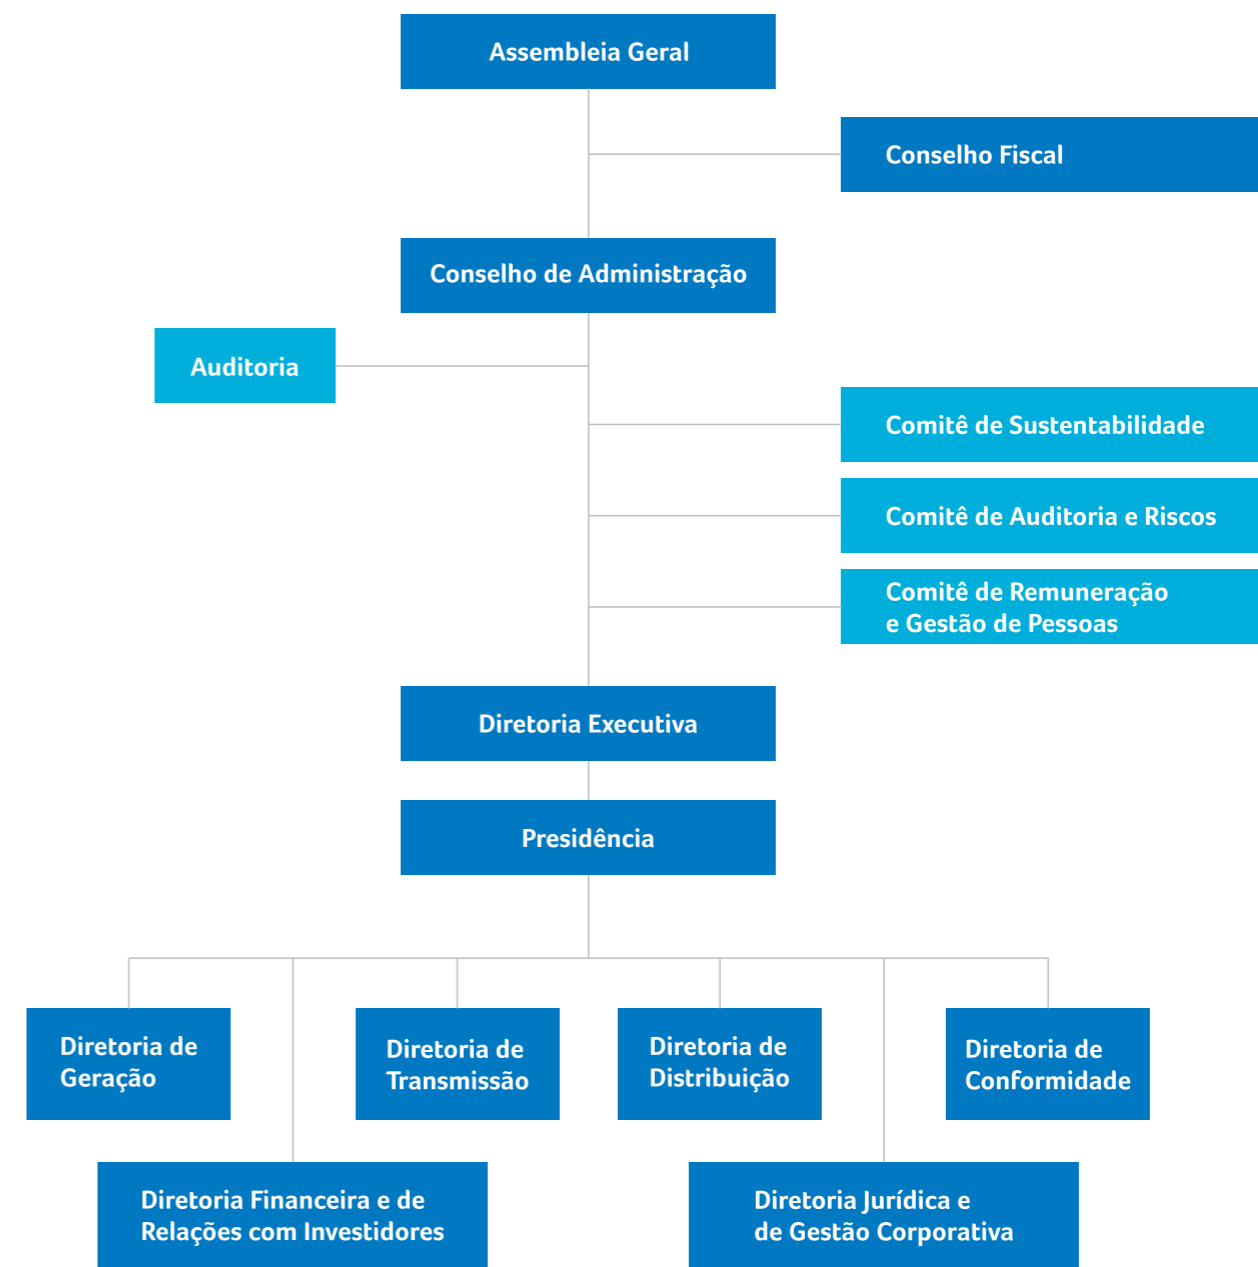 Assembleia Geral
Conselho Fiscal
Conselho de Administração
Auditoria
Comitê de Sustentabilidade
Comitê de Auditoria e Riscos
Comitê de Remuneração
e Gestão de Pessoas
Diretoria Executiva
Presidência
Diretoria de
Geração
Diretoria de
Transmissão
Diretoria de
Distribuição
Diretoria de
Conformidade
Diretoria Financeira e de
Relações com Investidores
Diretoria Jurídica e
de Gestão Corporativa